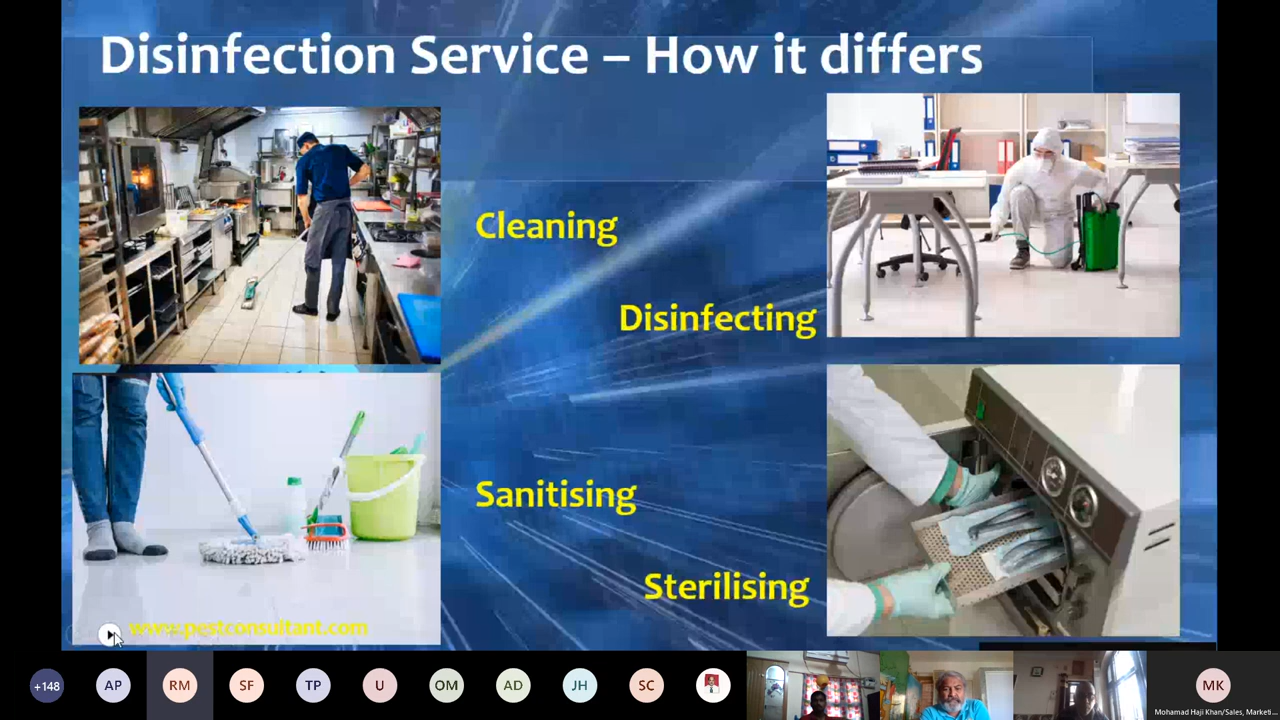 Disinfection Service – How it differs
Cleaning
Disinfecting
Sanitising
Sterilising
www.pestconsultant.com
+148
AP
RM
SF
TP
U
OM
AD
JH
SC
MK
Mohamad Haji Khan/Sales, Marketi...